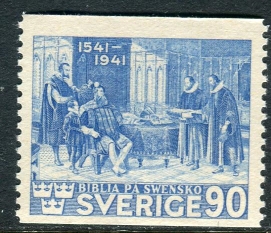 1541-
1941
BIBLIA PÅ SWENSKO
SVERIGE 90